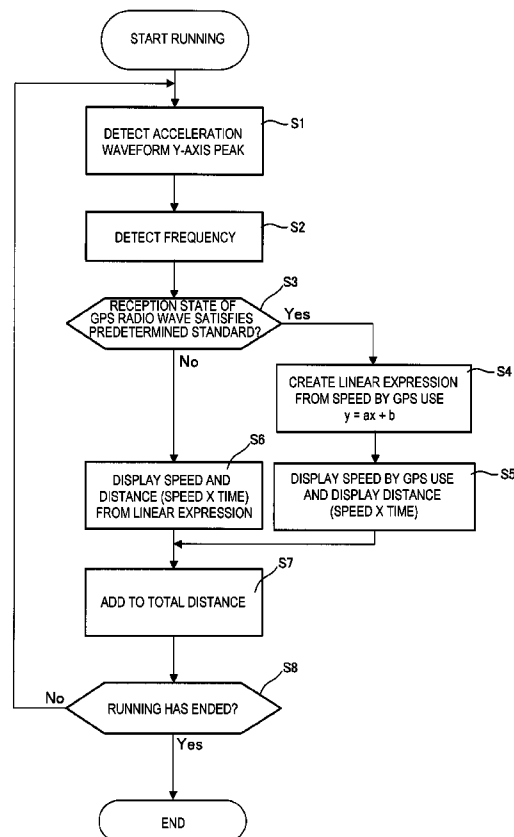 START RUNNING
S1
DETECT ACCELERATION
WAVEFORM Y-AXIS PEAK
S2
DETECT FREQUENCY
S3
RECEPTION STATE OF
GPS RADIO WAVE SATISFIES
PREDETERMINED STANDARD?
Yes
No
S4
CREATE LINEAR EXPRESSION
FROM SPEED BY GPS USE
y = ax + b
S6
DISPLAY SPEED AND
DISTANCE (SPEED X TIME)
FROM LINEAR EXPRESSION
S5
DISPLAY SPEED BY GPS USE
AND DISPLAY DISTANCE
(SPEED X TIME)
S7
ADD TO TOTAL DISTANCE
S8
No
RUNNING HAS ENDED?
Yes
END